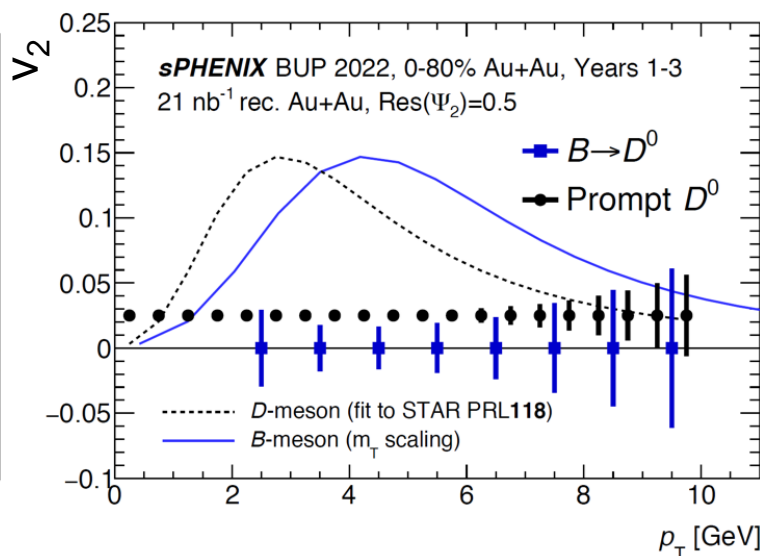 0.25
v₂
sPHENIX BUP 2022, 0-80% Au+Au, Years 1-3
0.2
21 nb⁻¹ rec. Au+Au, Res(Ψ₂)=0.5
0.15
B→D⁰
Prompt D⁰
0.1
0.05
0
−0.05
D-meson (fit to STAR PRL118)
B-meson (m_T scaling)
−0.1
0 2 4 6 8 10
p_T [GeV]